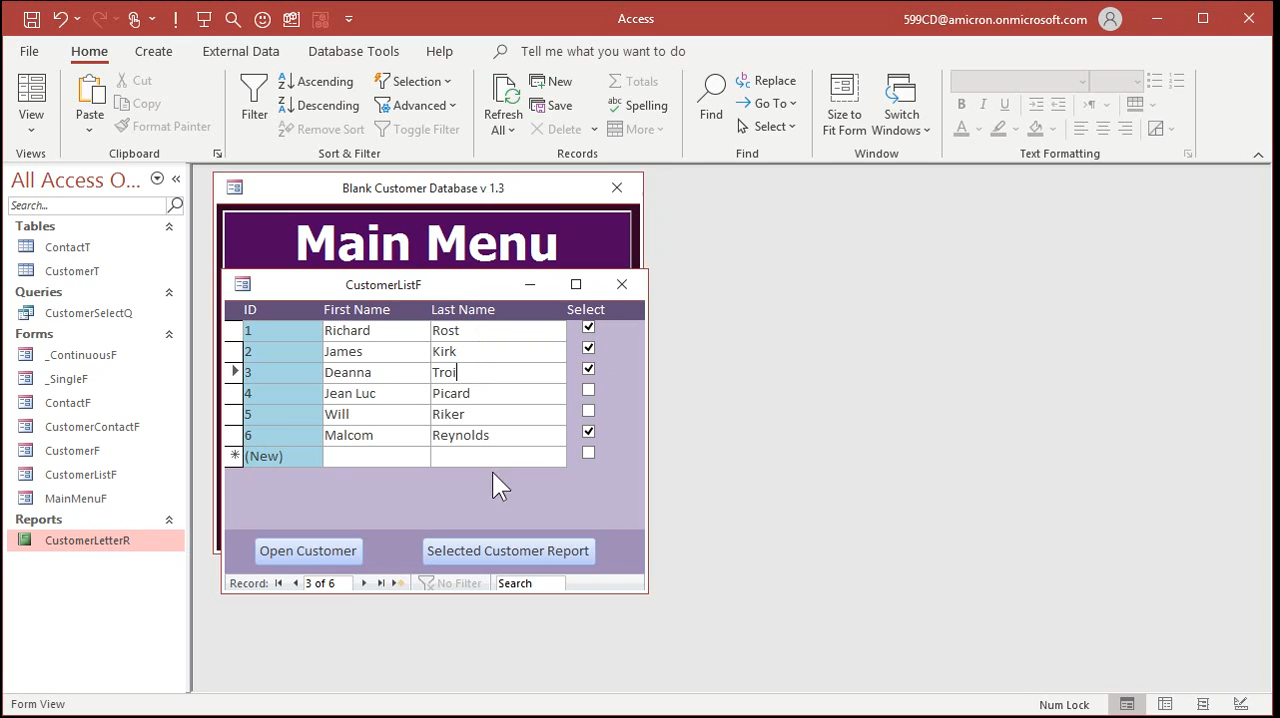 Access
599CD@amicron.onmicrosoft.com
File
Home
Create
External Data
Database Tools
Help
Tell me what you want to do
View
Views
Paste
Cut
Copy
Format Painter
Clipboard
Filter
Ascending
Descending
Remove Sort
Selection
Advanced
Toggle Filter
Sort & Filter
Refresh
All
New
Save
Delete
Totals
Spelling
More
Records
Find
Replace
Go To
Select
Find
Size to
Fit Form
Switch
Windows
Window
B I U
A
Text Formatting
All Access O...
Search...
Tables
ContactT
CustomerT
Queries
CustomerSelectQ
Forms
_ContinuousF
_SingleF
ContactF
CustomerContactF
CustomerF
CustomerListF
MainMenuF
Reports
CustomerLetterR
Blank Customer Database v 1.3
Main Menu
CustomerListF
ID First Name Last Name Select
1 Richard Rost
2 James Kirk
3 Deanna Troi
4 Jean Luc Picard
5 Will Riker
6 Malcom Reynolds
(New)
Open Customer
Selected Customer Report
Record: 3 of 6 No Filter Search
Form View
Num Lock